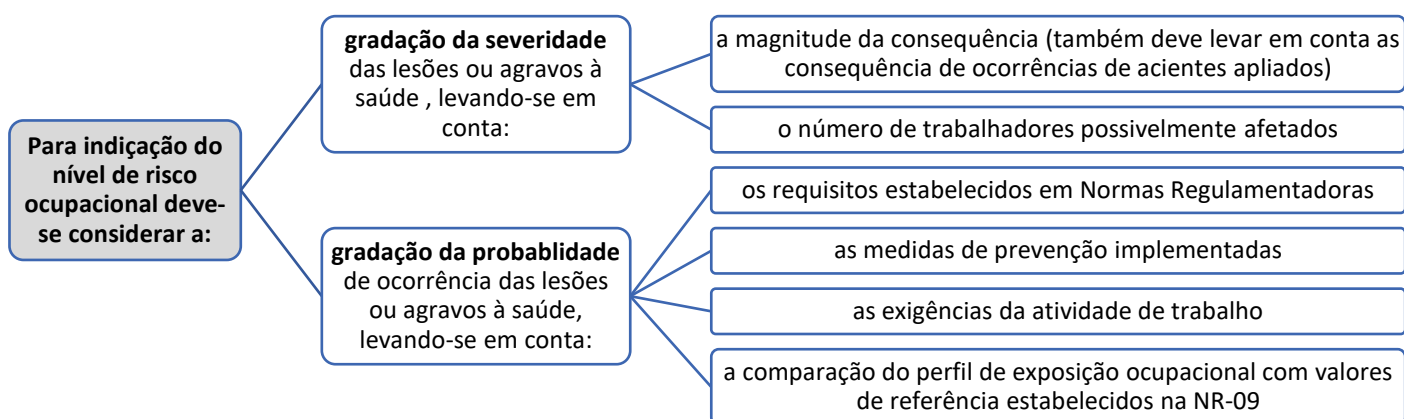 Para indicação do
nível de risco
ocupacional deve-
se considerar a:
gradação da severidade
das lesões ou agravos à
saúde , levando-se em
conta:
a magnitude da consequência (também deve levar em conta as
consequência de ocorrências de acientes apliados)
o número de trabalhadores possivelmente afetados
gradação da probablidade
de ocorrência das lesões
ou agravos à saúde,
levando-se em conta:
os requisitos estabelecidos em Normas Regulamentadoras
as medidas de prevenção implementadas
as exigências da atividade de trabalho
a comparação do perfil de exposição ocupacional com valores
de referência estabelecidos na NR-09